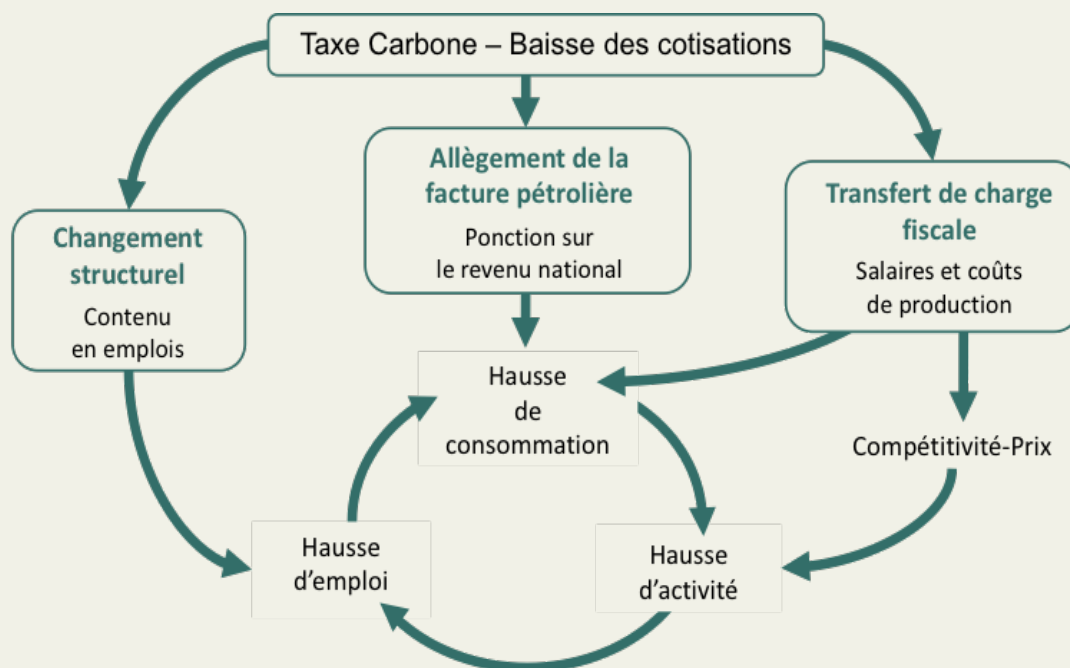 Taxe Carbone – Baisse des cotisations
Allègement de la
facture pétrolière
Ponction sur
le revenu national
Transfert de charge
fiscale
Salaires et coûts
de production
Changement
structurel
Contenu
en emplois
Hausse
de
consommation
Compétitivité-Prix
Hausse
d'emploi
Hausse
d'activité